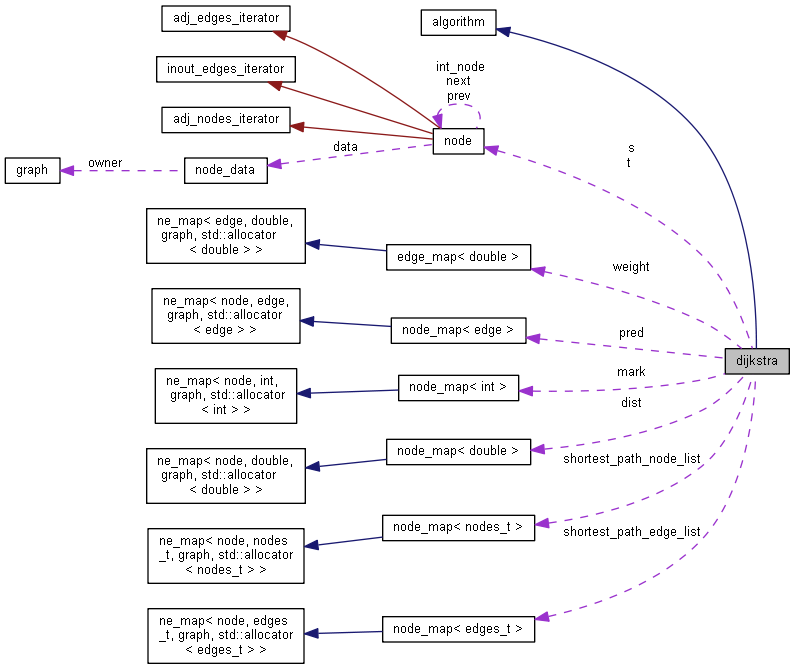 adj_edges_iterator
algorithm
inout_edges_iterator
int_node
next
prev
adj_nodes_iterator
node
s
t
data
graph
owner
node_data
ne_map< edge, double,
graph, std::allocator
< double > >
edge_map< double >
weight
ne_map< node, edge,
graph, std::allocator
< edge > >
node_map< edge >
pred
dijkstra
ne_map< node, int,
graph, std::allocator
< int > >
node_map< int >
mark
dist
ne_map< node, double,
graph, std::allocator
< double > >
node_map< double >
shortest_path_node_list
ne_map< node, nodes
_t, graph, std::allocator
< nodes_t > >
node_map< nodes_t >
shortest_path_edge_list
ne_map< node, edges
_t, graph, std::allocator
< edges_t > >
node_map< edges_t >